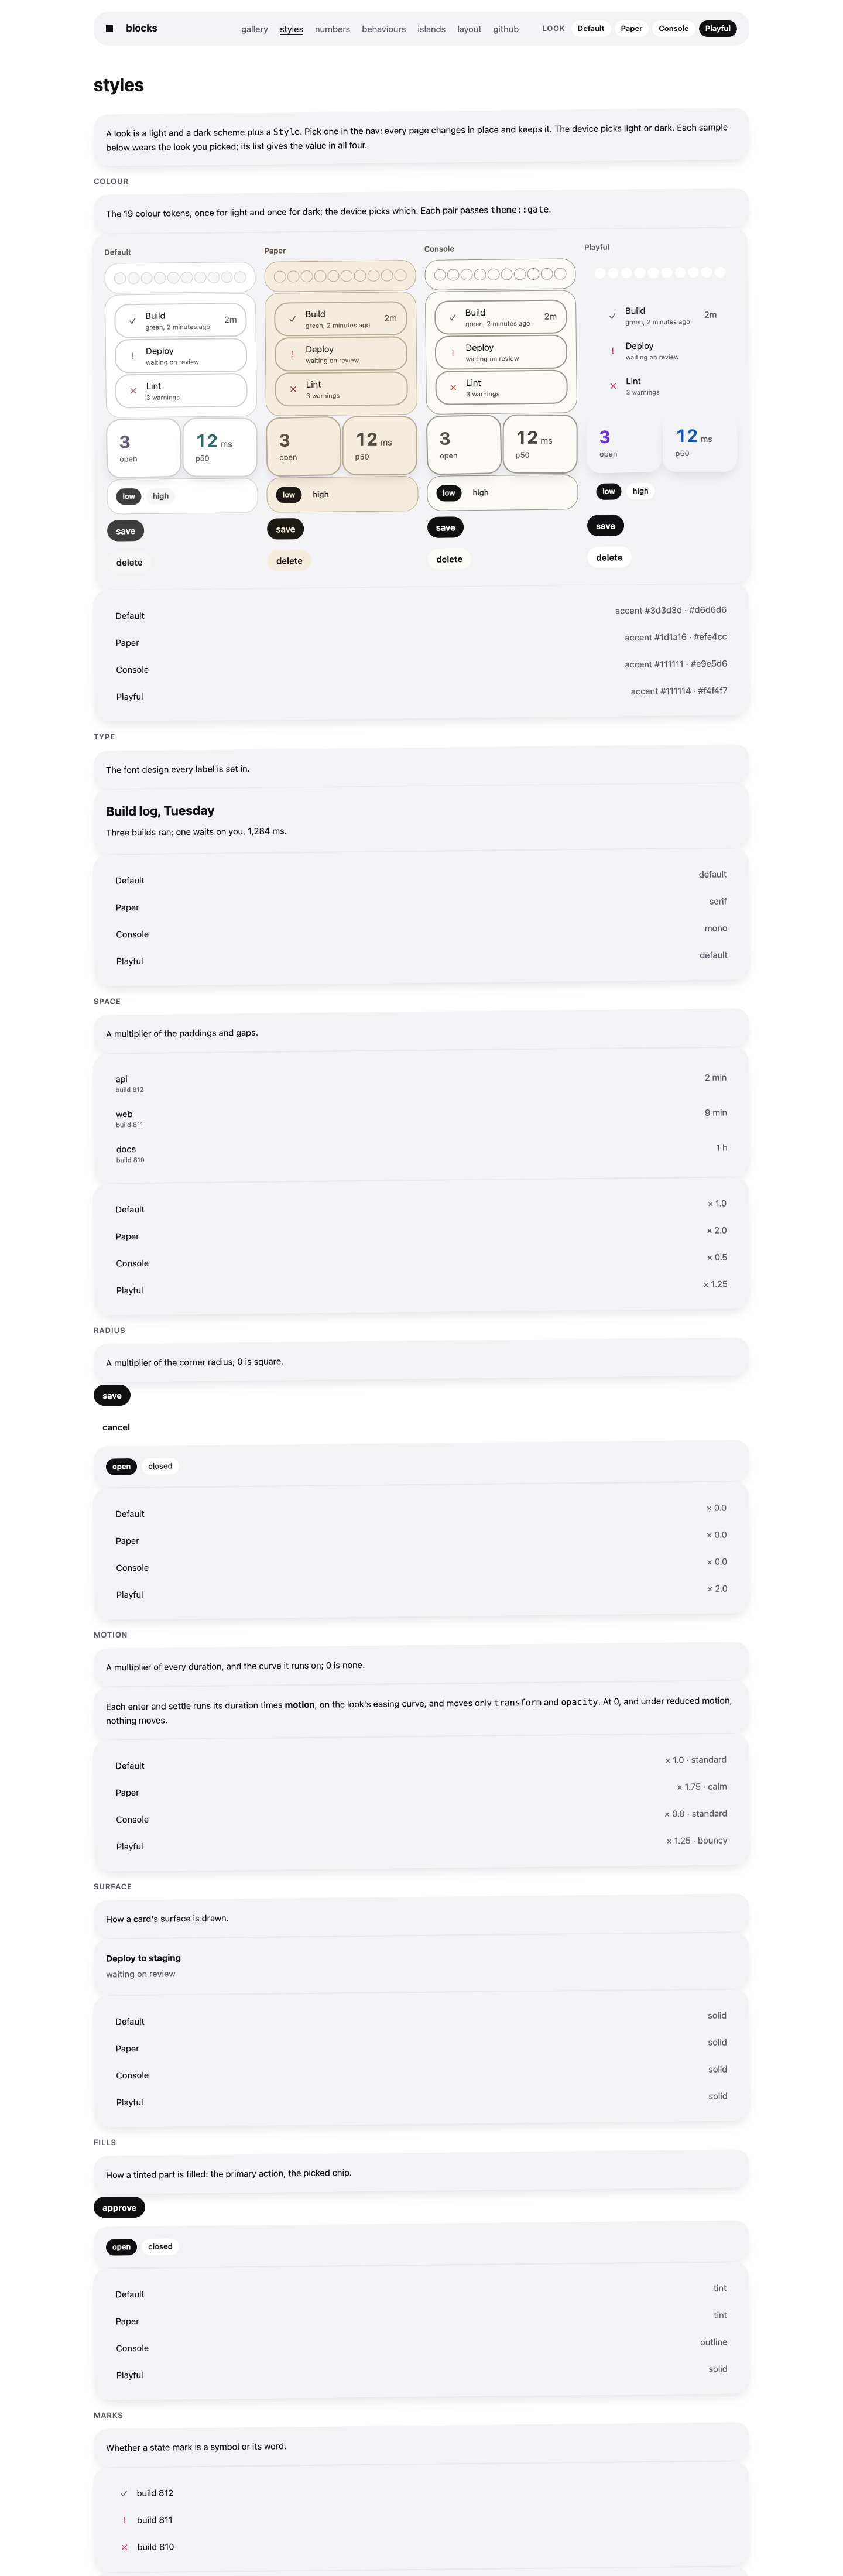 blocks
gallery styles numbers behaviours islands layout github LOOK Default Paper Console Playful
styles
A look is a light and a dark scheme plus a Style. Pick one in the nav: every page changes in place and keeps it. The device picks light or dark. Each sample
below wears the look you picked; its list gives the value in all four.
COLOUR
The 19 colour tokens, once for light and once for dark; the device picks which. Each pair passes theme::gate.
Default
Build
green, 2 minutes ago
2m
Deploy
waiting on review
Lint
3 warnings
3
open
12 ms
p50
low high
save
delete
Paper
Build
green, 2 minutes ago
2m
Deploy
waiting on review
Lint
3 warnings
3
open
12 ms
p50
low high
save
delete
Console
Build
green, 2 minutes ago
2m
Deploy
waiting on review
Lint
3 warnings
3
open
12 ms
p50
low high
save
delete
Playful
Build
green, 2 minutes ago
2m
Deploy
waiting on review
Lint
3 warnings
3
open
12 ms
p50
low high
save
delete
Default accent #3d3d3d · #d6d6d6
Paper accent #1d1a16 · #efe4cc
Console accent #111111 · #e9e5d6
Playful accent #111114 · #f4f4f7
TYPE
The font design every label is set in.
Build log, Tuesday
Three builds ran; one waits on you. 1,284 ms.
Default default
Paper serif
Console mono
Playful default
SPACE
A multiplier of the paddings and gaps.
api 2 min
build 812
web 9 min
build 811
docs 1 h
build 810
Default × 1.0
Paper × 2.0
Console × 0.5
Playful × 1.25
RADIUS
A multiplier of the corner radius; 0 is square.
save
cancel
open closed
Default × 0.0
Paper × 0.0
Console × 0.0
Playful × 2.0
MOTION
A multiplier of every duration, and the curve it runs on; 0 is none.
Each enter and settle runs its duration times motion, on the look's easing curve, and moves only transform and opacity. At 0, and under reduced motion,
nothing moves.
Default × 1.0 · standard
Paper × 1.75 · calm
Console × 0.0 · standard
Playful × 1.25 · bouncy
SURFACE
How a card's surface is drawn.
Deploy to staging
waiting on review
Default solid
Paper solid
Console solid
Playful solid
FILLS
How a tinted part is filled: the primary action, the picked chip.
approve
open closed
Default tint
Paper tint
Console outline
Playful solid
MARKS
Whether a state mark is a symbol or its word.
build 812
build 811
build 810